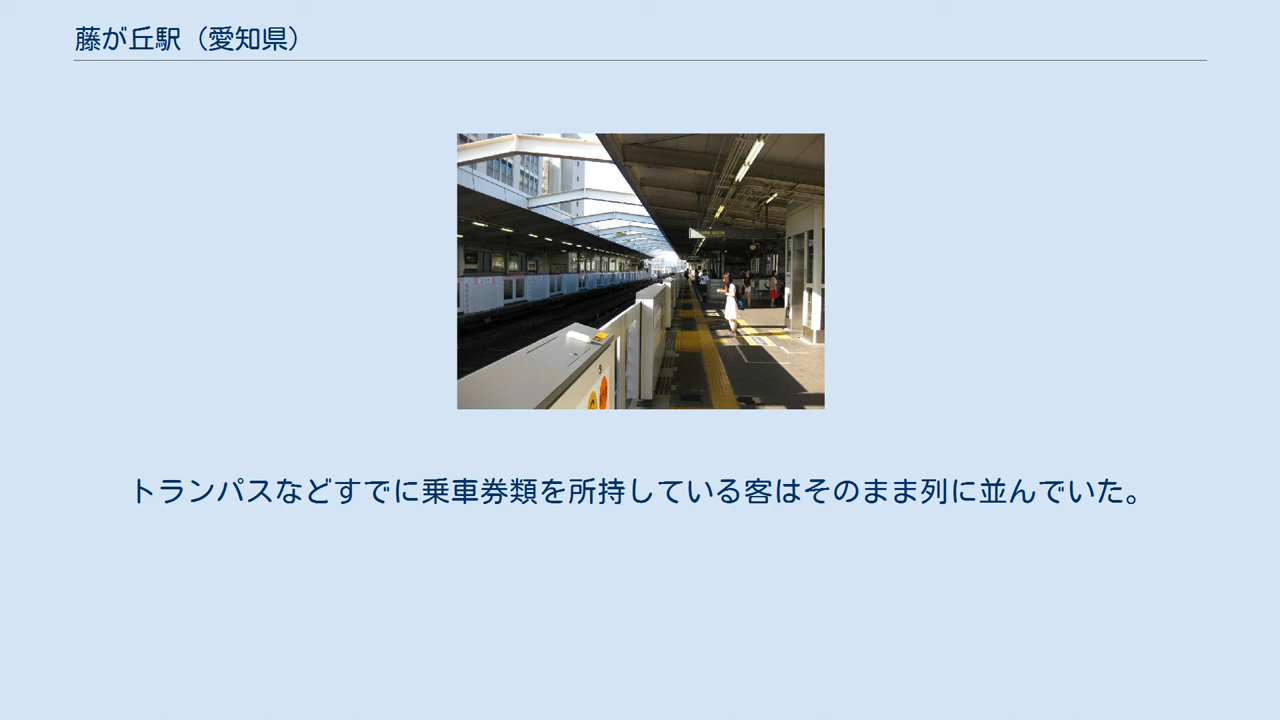 藤が丘駅（愛知県）
トランパスなどすでに乗車券類を所持している客はそのまま列に並んでいた。